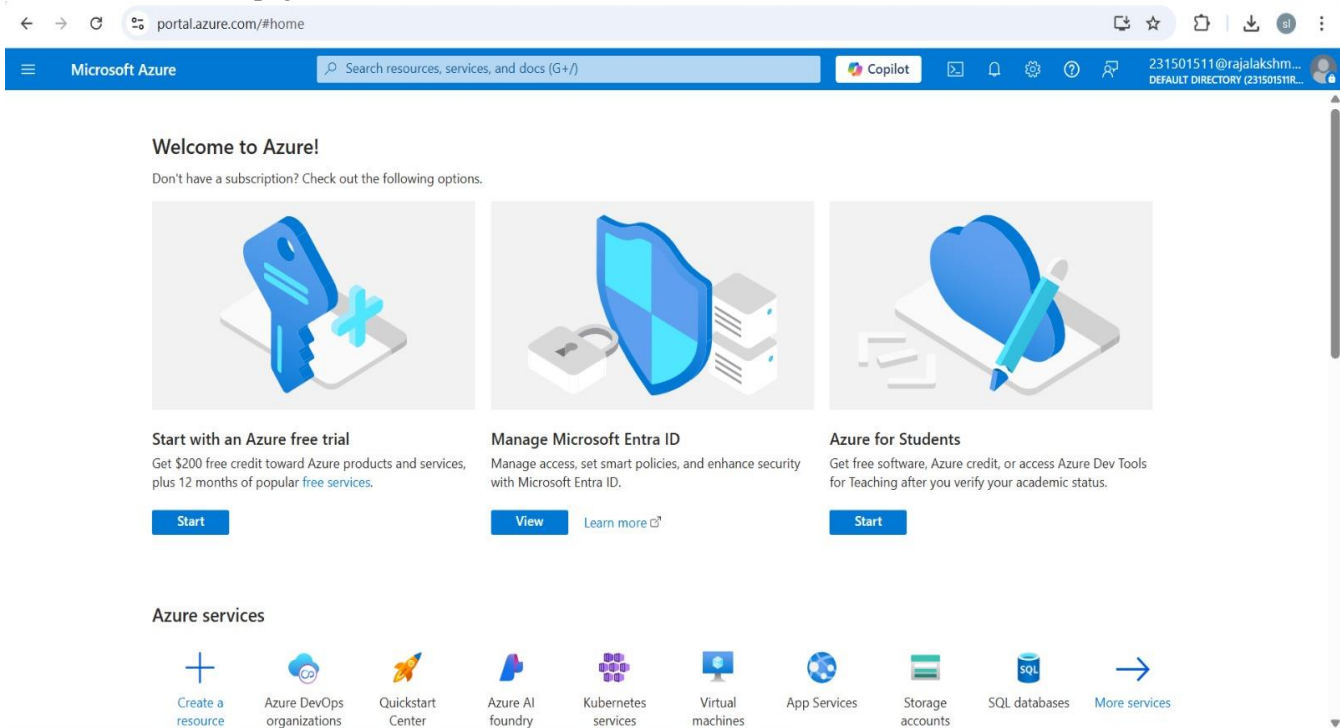 portal.azure.com/#home
sl
Microsoft Azure
Search resources, services, and docs (G+/)
Copilot
231501511@rajalakshm...
DEFAULT DIRECTORY (231501511R...
Welcome to Azure!
Don't have a subscription? Check out the following options.
Start with an Azure free trial
Get $200 free credit toward Azure products and services,
plus 12 months of popular free services.
Start
Manage Microsoft Entra ID
Manage access, set smart policies, and enhance security
with Microsoft Entra ID.
View
Learn more
Azure for Students
Get free software, Azure credit, or access Azure Dev Tools
for Teaching after you verify your academic status.
Start
Azure services
Create a
resource
Azure DevOps
organizations
Quickstart
Center
Azure AI
foundry
Kubernetes
services
Virtual
machines
App Services
Storage
accounts
SQL
SQL databases
More services